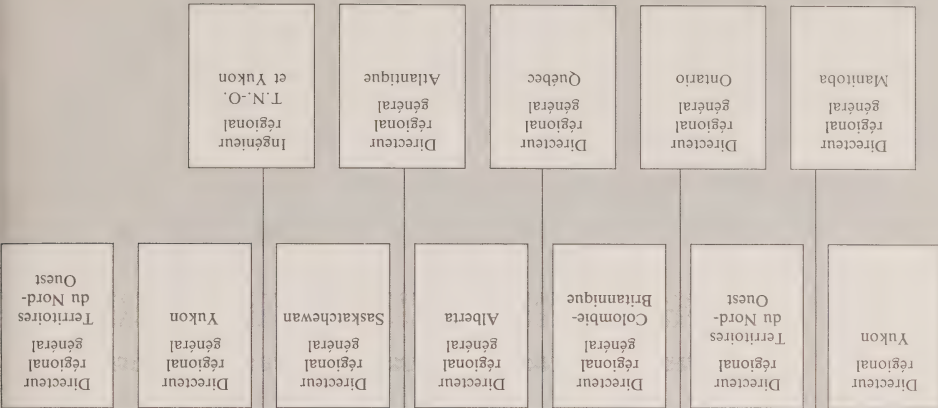 Directeur
régional
Yukon
Directeur
régional
Territoires
du Nord-
Ouest
Directeur
régional
général
Colombie-
Britannique
Directeur
régional
général
Alberta
Directeur
régional
général
Saskatchewan
Directeur
régional
général
Yukon
Directeur
régional
général
Territoires
du Nord-
Ouest
Directeur
régional
général
Manitoba
Directeur
régional
général
Ontario
Directeur
régional
général
Québec
Directeur
régional
général
Atlantique
Ingénieur
régional
T.N.-O.
et Yukon